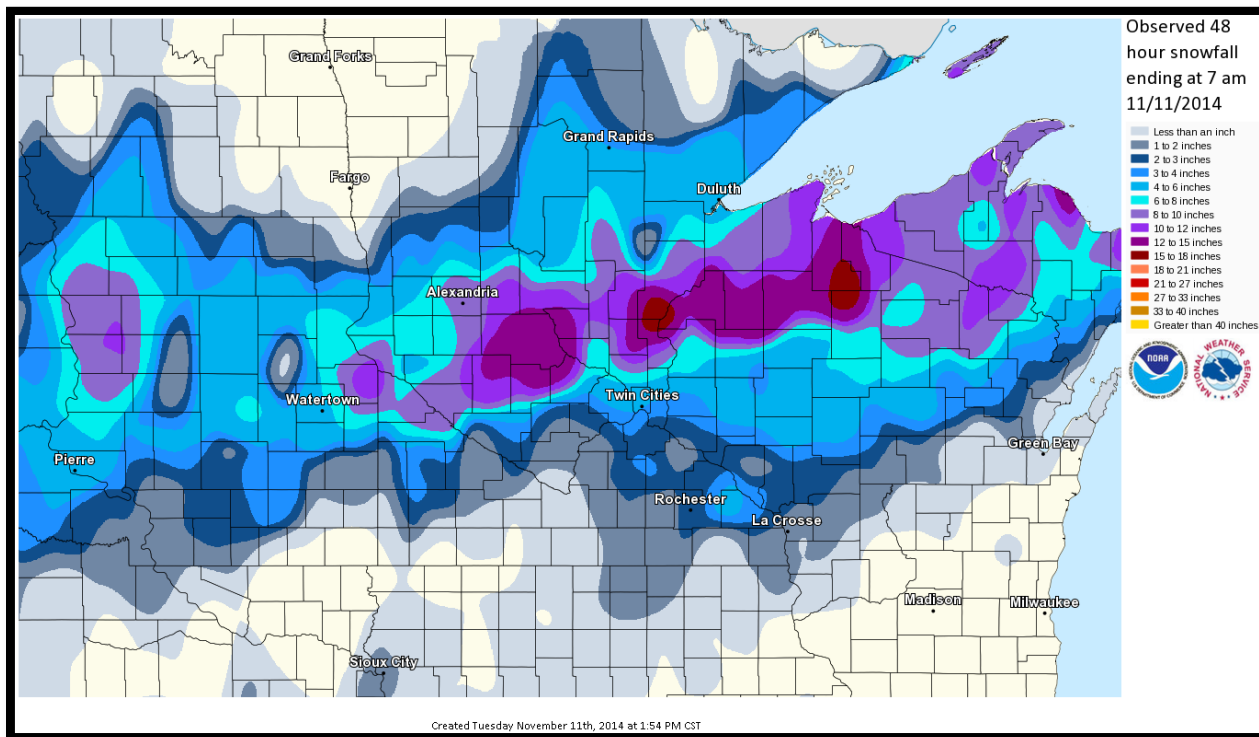 Observed 48
hour snowfall
ending at 7 am
11/11/2014
Less than an inch
1 to 2 inches
2 to 3 inches
3 to 4 inches
4 to 6 inches
6 to 8 inches
8 to 10 inches
10 to 12 inches
12 to 15 inches
15 to 18 inches
18 to 21 inches
21 to 27 inches
27 to 33 inches
33 to 40 inches
Greater than 40 inches
NOAA
NATIONAL WEATHER SERVICE
Grand Forks
Grand Rapids
Fargo
Duluth
Alexandria
Watertown
Twin Cities
Pierre
Green Bay
Rochester
La Crosse
Madison
Milwaukee
Sioux City
Created Tuesday November 11th, 2014 at 1:54 PM CST